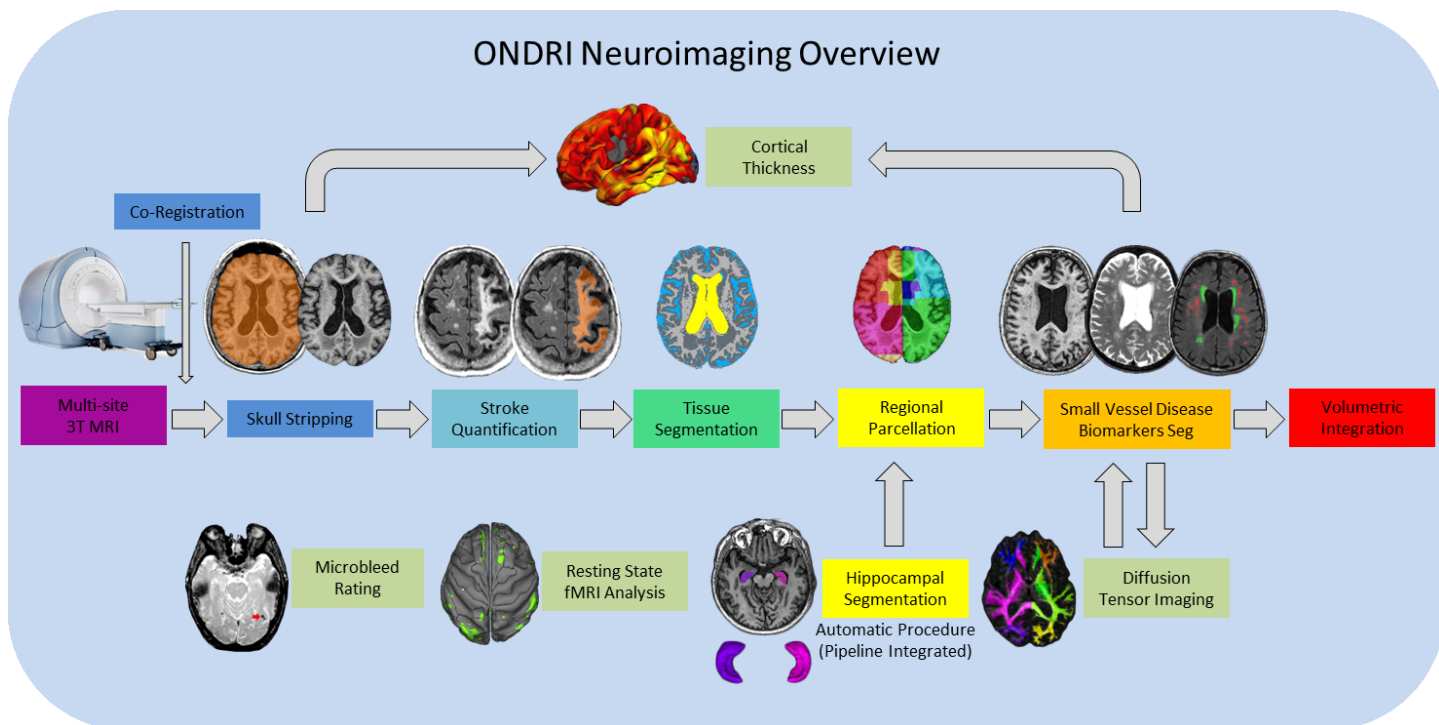 ONDRI Neuroimaging Overview
Cortical
Thickness
Co-Registration
Multi-site
3T MRI
Skull Stripping
Stroke
Quantification
Tissue
Segmentation
Regional
Parcellation
Small Vessel Disease
Biomarkers Seg
Volumetric
Integration
Microbleed
Rating
Resting State
fMRI Analysis
Hippocampal
Segmentation
Automatic Procedure
(Pipeline Integrated)
Diffusion
Tensor Imaging